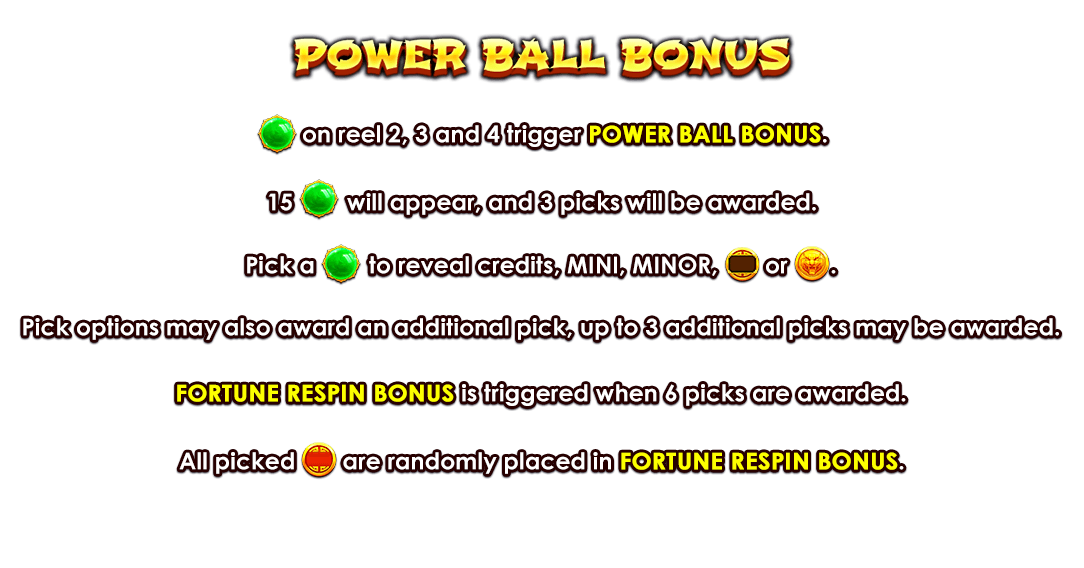 POWER BALL BONUS
on reel 2, 3 and 4 trigger POWER BALL BONUS.
15 will appear, and 3 picks will be awarded.
Pick a to reveal credits, MINI, MINOR, or .
Pick options may also award an additional pick, up to 3 additional picks may be awarded.
FORTUNE RESPIN BONUS is triggered when 6 picks are awarded.
All picked are randomly placed in FORTUNE RESPIN BONUS.